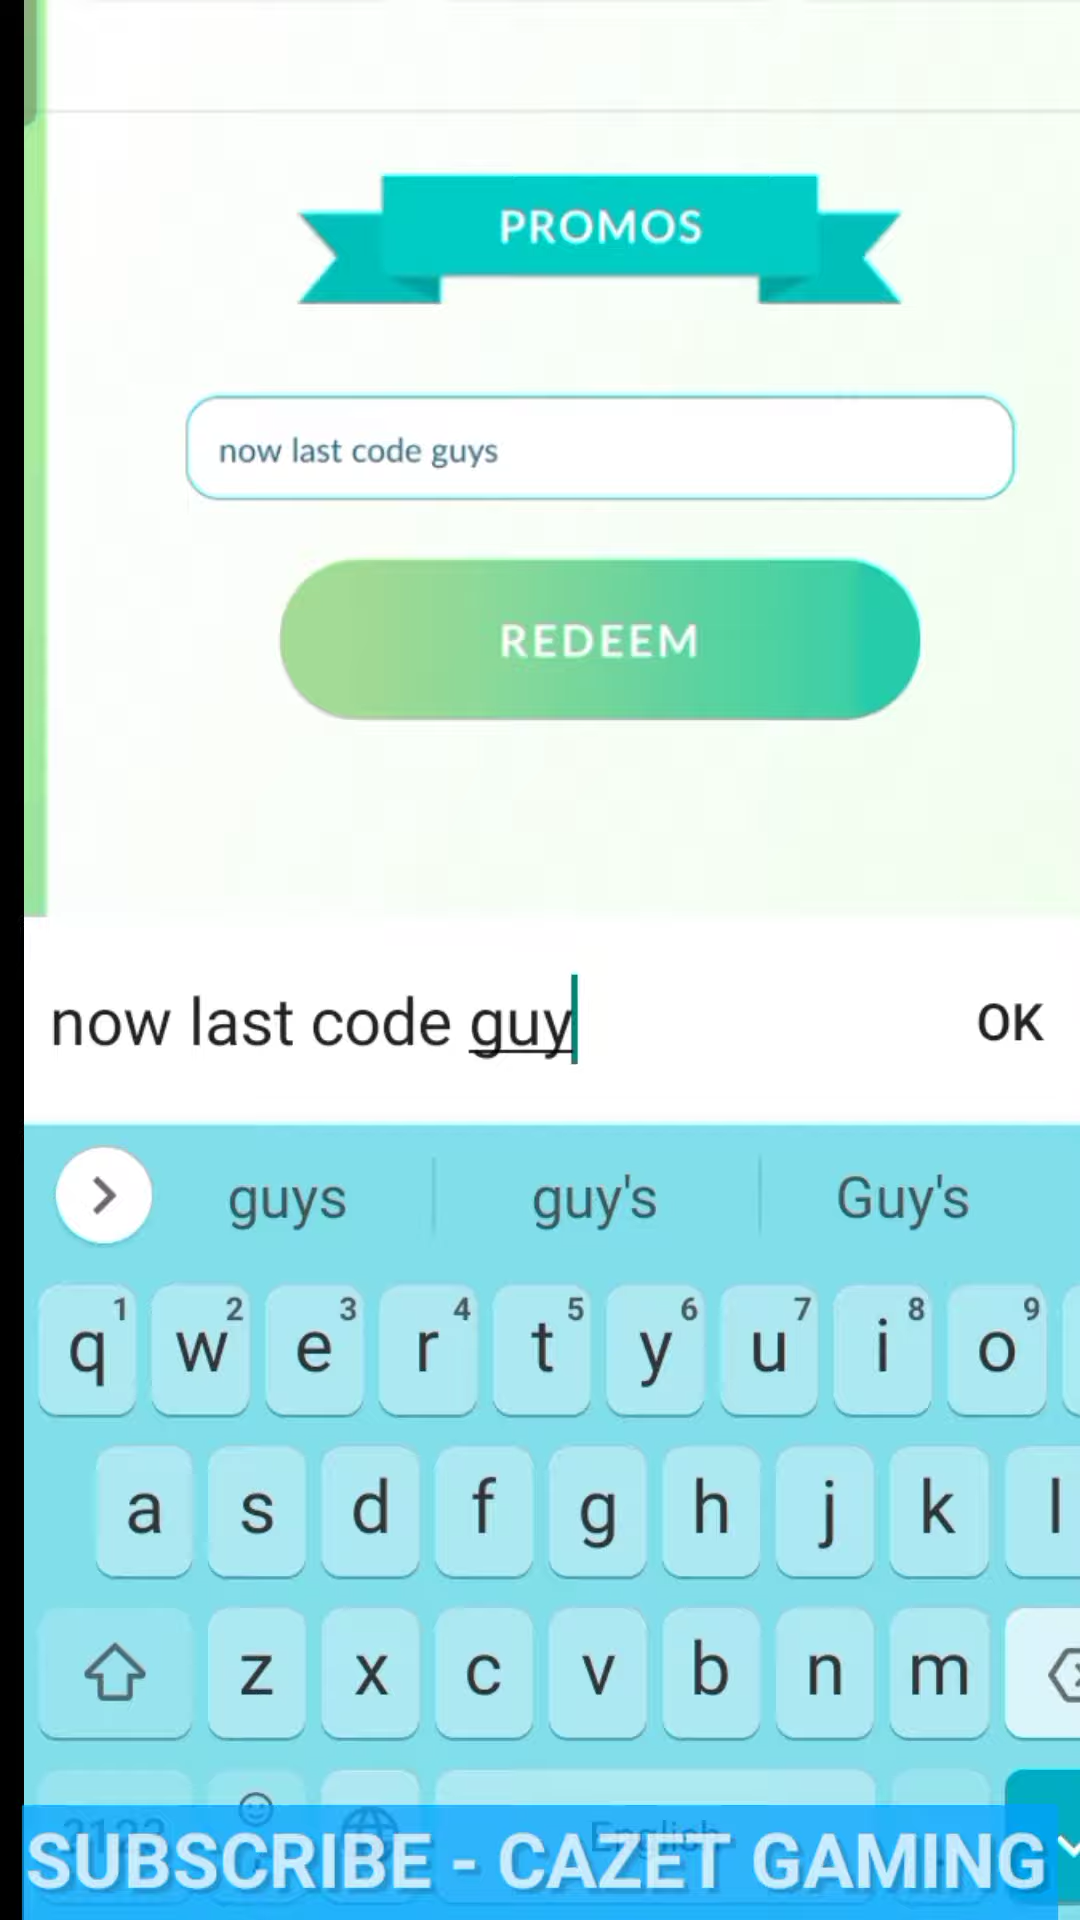 PROMOS
now last code guys
REDEEM
now last code guy
OK
guys guy's Guy's
1 2 3 4 5 6 7 8 9
q w e r t y u i o
a s d f g h j k l
z x c v b n m
English
SUBSCRIBE - CAZET GAMING